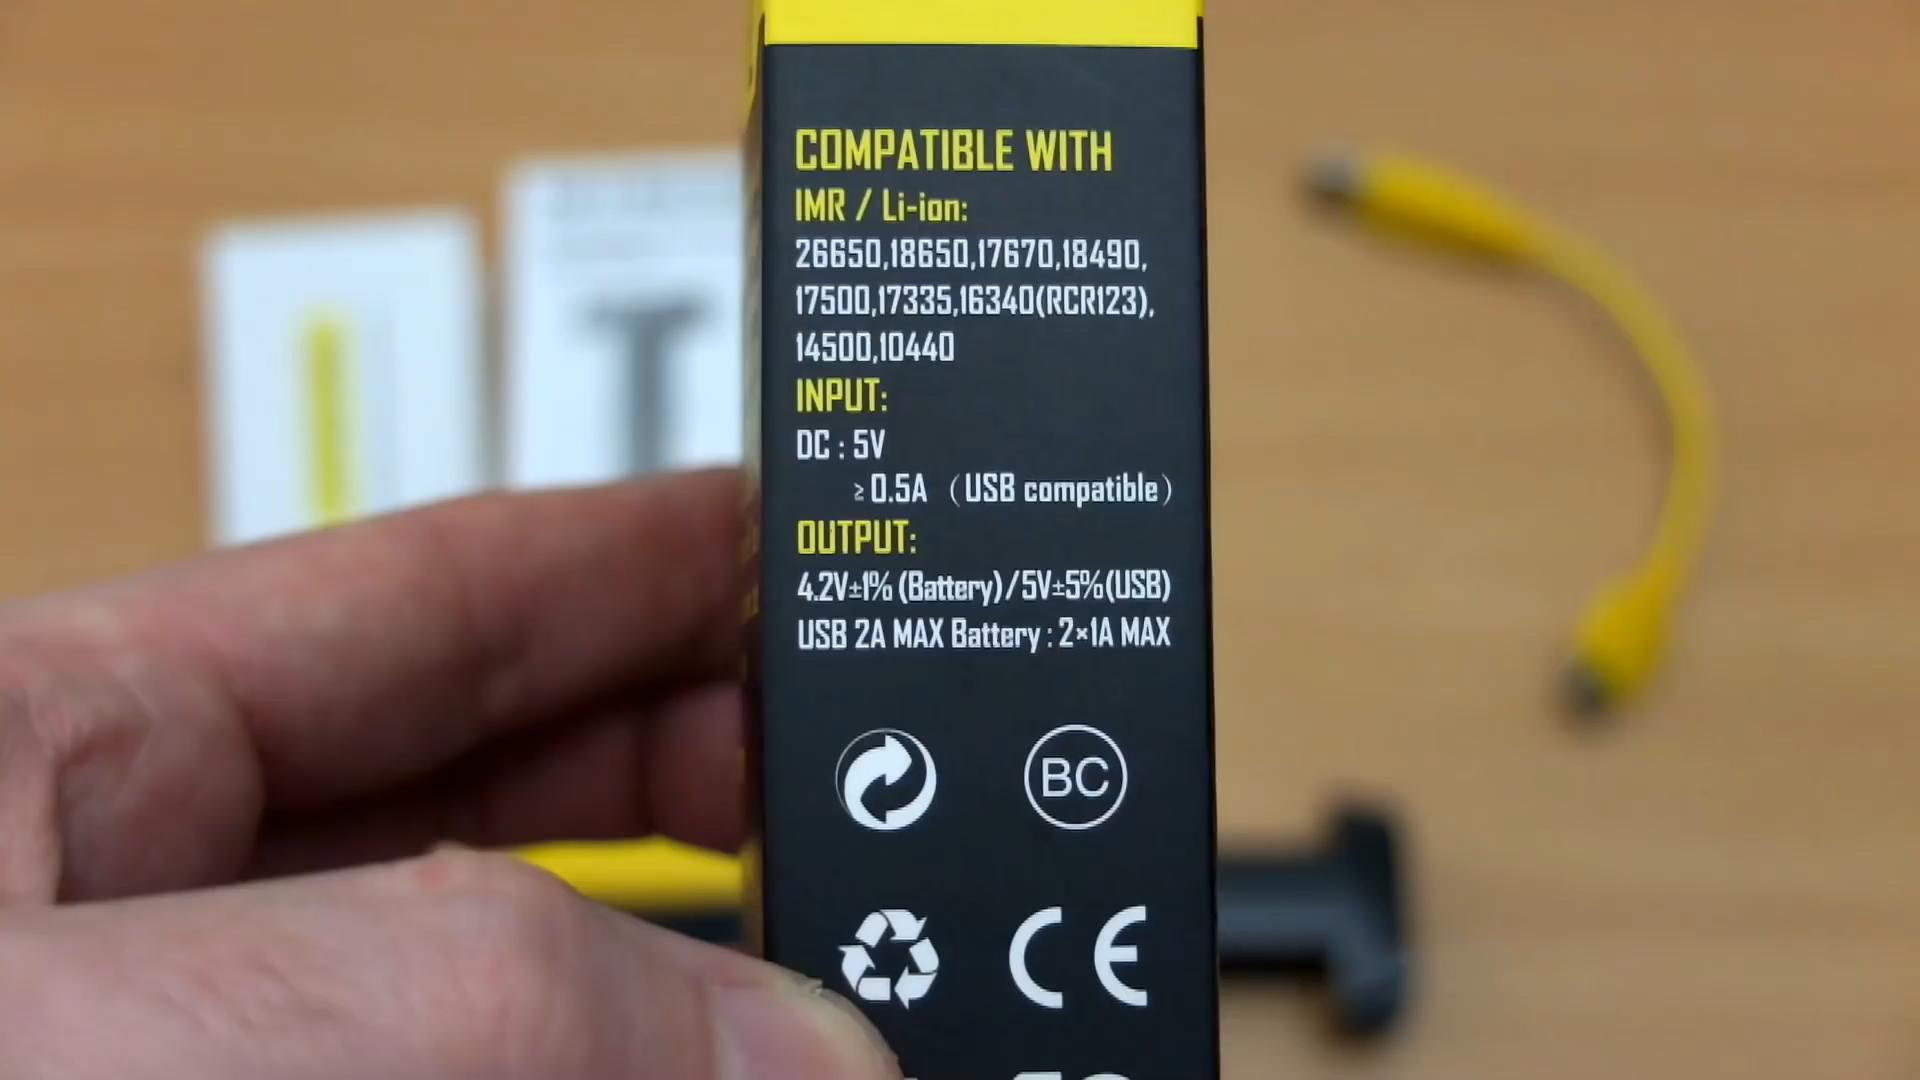 COMPATIBLE WITH
IMR / Li-ion:
26650,18650,17670,18490,
17500,17335,16340(RCR123),
14500,10440
INPUT:
DC : 5V
≥ 0.5A （USB compatible）
OUTPUT:
4.2V±1% (Battery)/5V±5%(USB)
USB 2A MAX Battery : 2×1A MAX
BC
CE